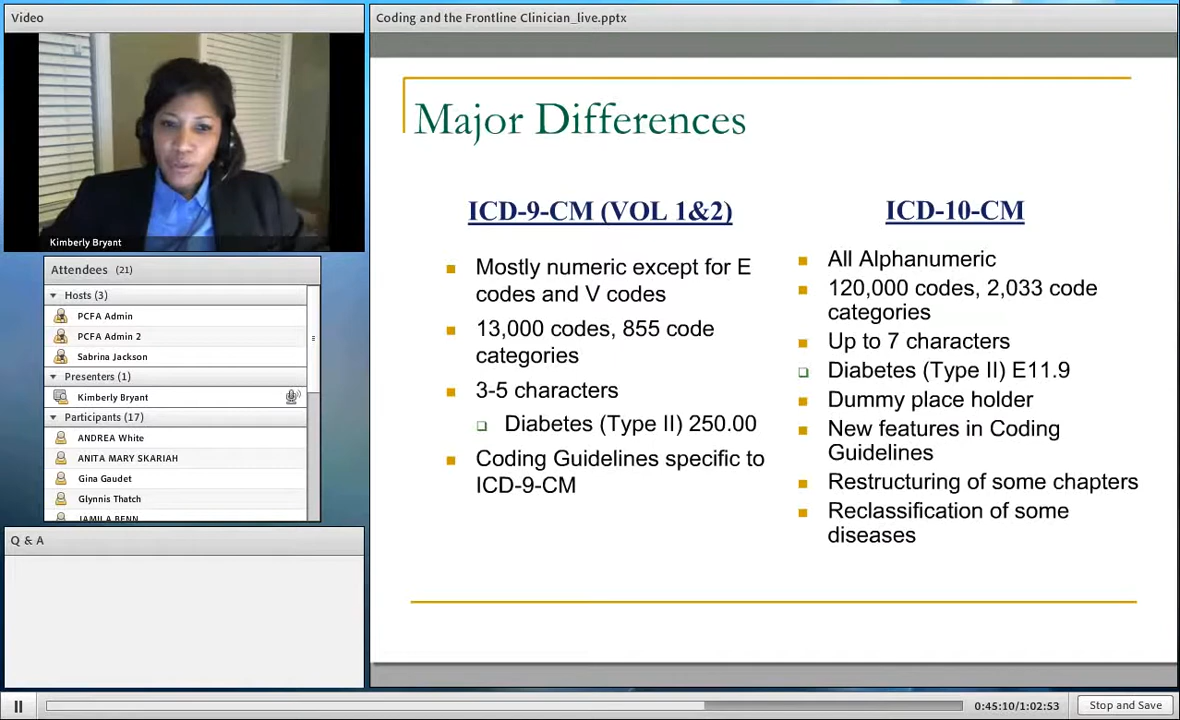 Video
Kimberly Bryant
Attendees (21)
Hosts (3)
PCFA Admin
PCFA Admin 2
Sabrina Jackson
Presenters (1)
Kimberly Bryant
Participants (17)
ANDREA White
ANITA MARY SKARIAH
Gina Gaudet
Glynnis Thatch
JAMILA BENN
Q & A
Coding and the Frontline Clinician_live.pptx
Major Differences
ICD-9-CM (VOL 1&2)
Mostly numeric except for E
codes and V codes
13,000 codes, 855 code
categories
3-5 characters
Diabetes (Type II) 250.00
Coding Guidelines specific to
ICD-9-CM
ICD-10-CM
All Alphanumeric
120,000 codes, 2,033 code
categories
Up to 7 characters
Diabetes (Type II) E11.9
Dummy place holder
New features in Coding
Guidelines
Restructuring of some chapters
Reclassification of some
diseases
0:45:10/1:02:53
Stop and Save